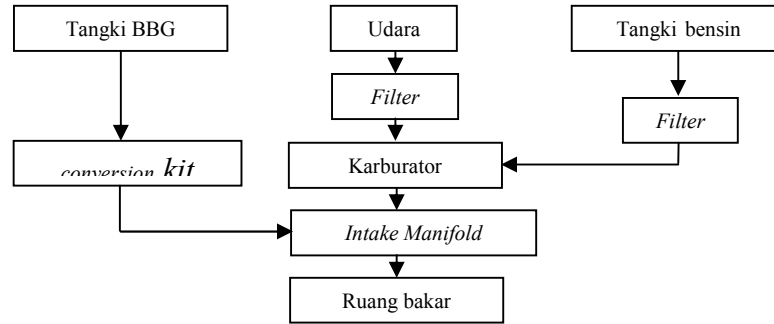 Tangki BBG
Udara
Tangki bensin
Filter
Filter
conversion kit
Karburator
Intake Manifold
Ruang bakar